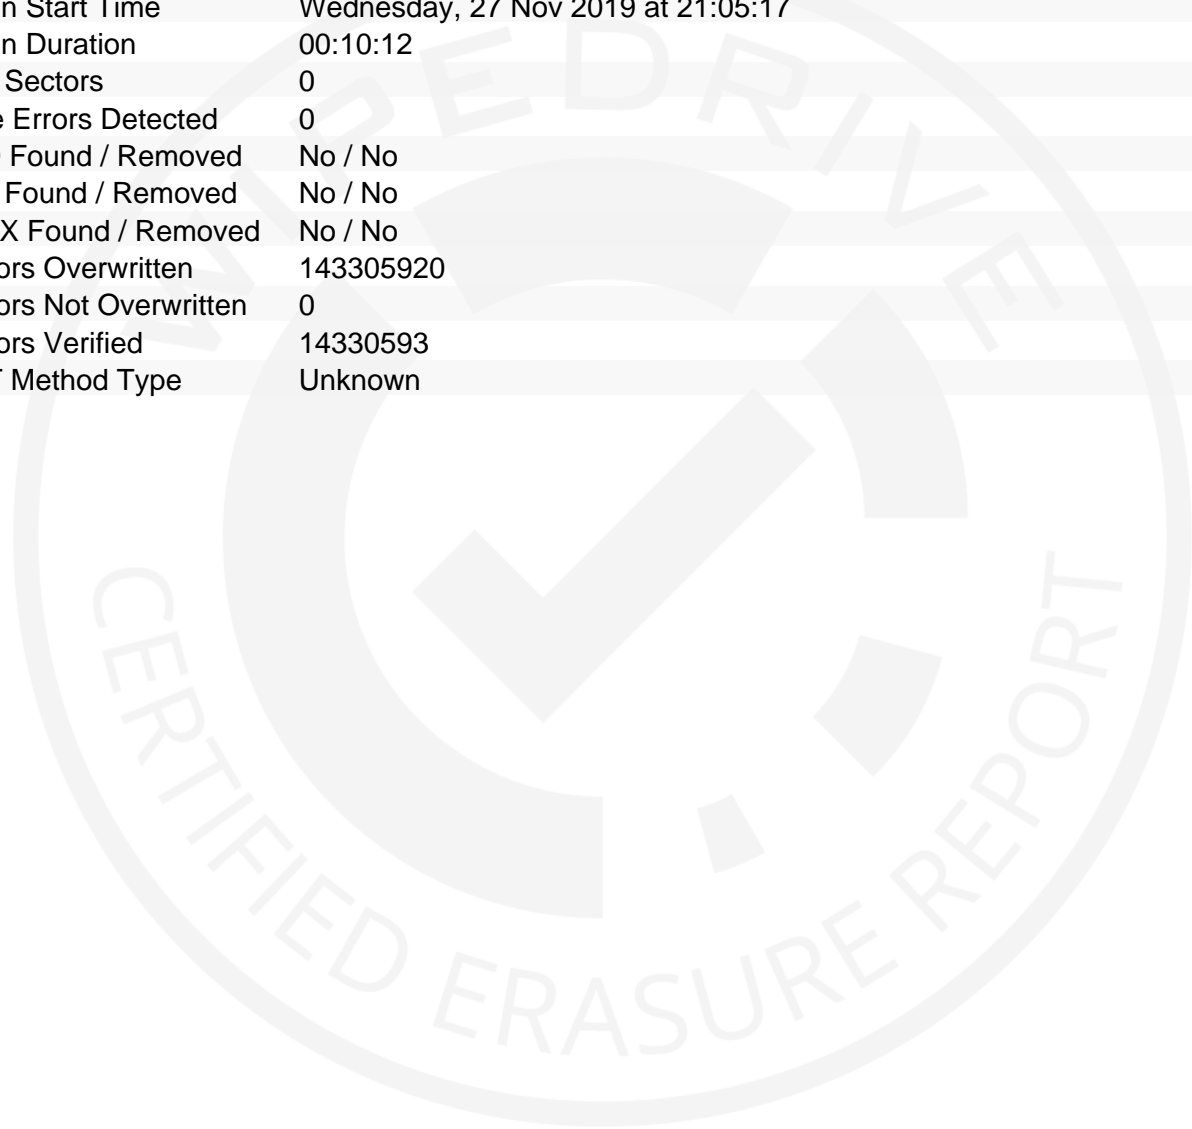 n Start Time Wednesday, 27 Nov 2019 at 21:05:17
n Duration 00:10:12
Sectors 0
e Errors Detected 0
Found / Removed No / No
Found / Removed No / No
X Found / Removed No / No
ors Overwritten 143305920
ors Not Overwritten 0
ors Verified 14330593
Method Type Unknown
WIPEDRIVE
CERTIFIED ERASURE REPORT